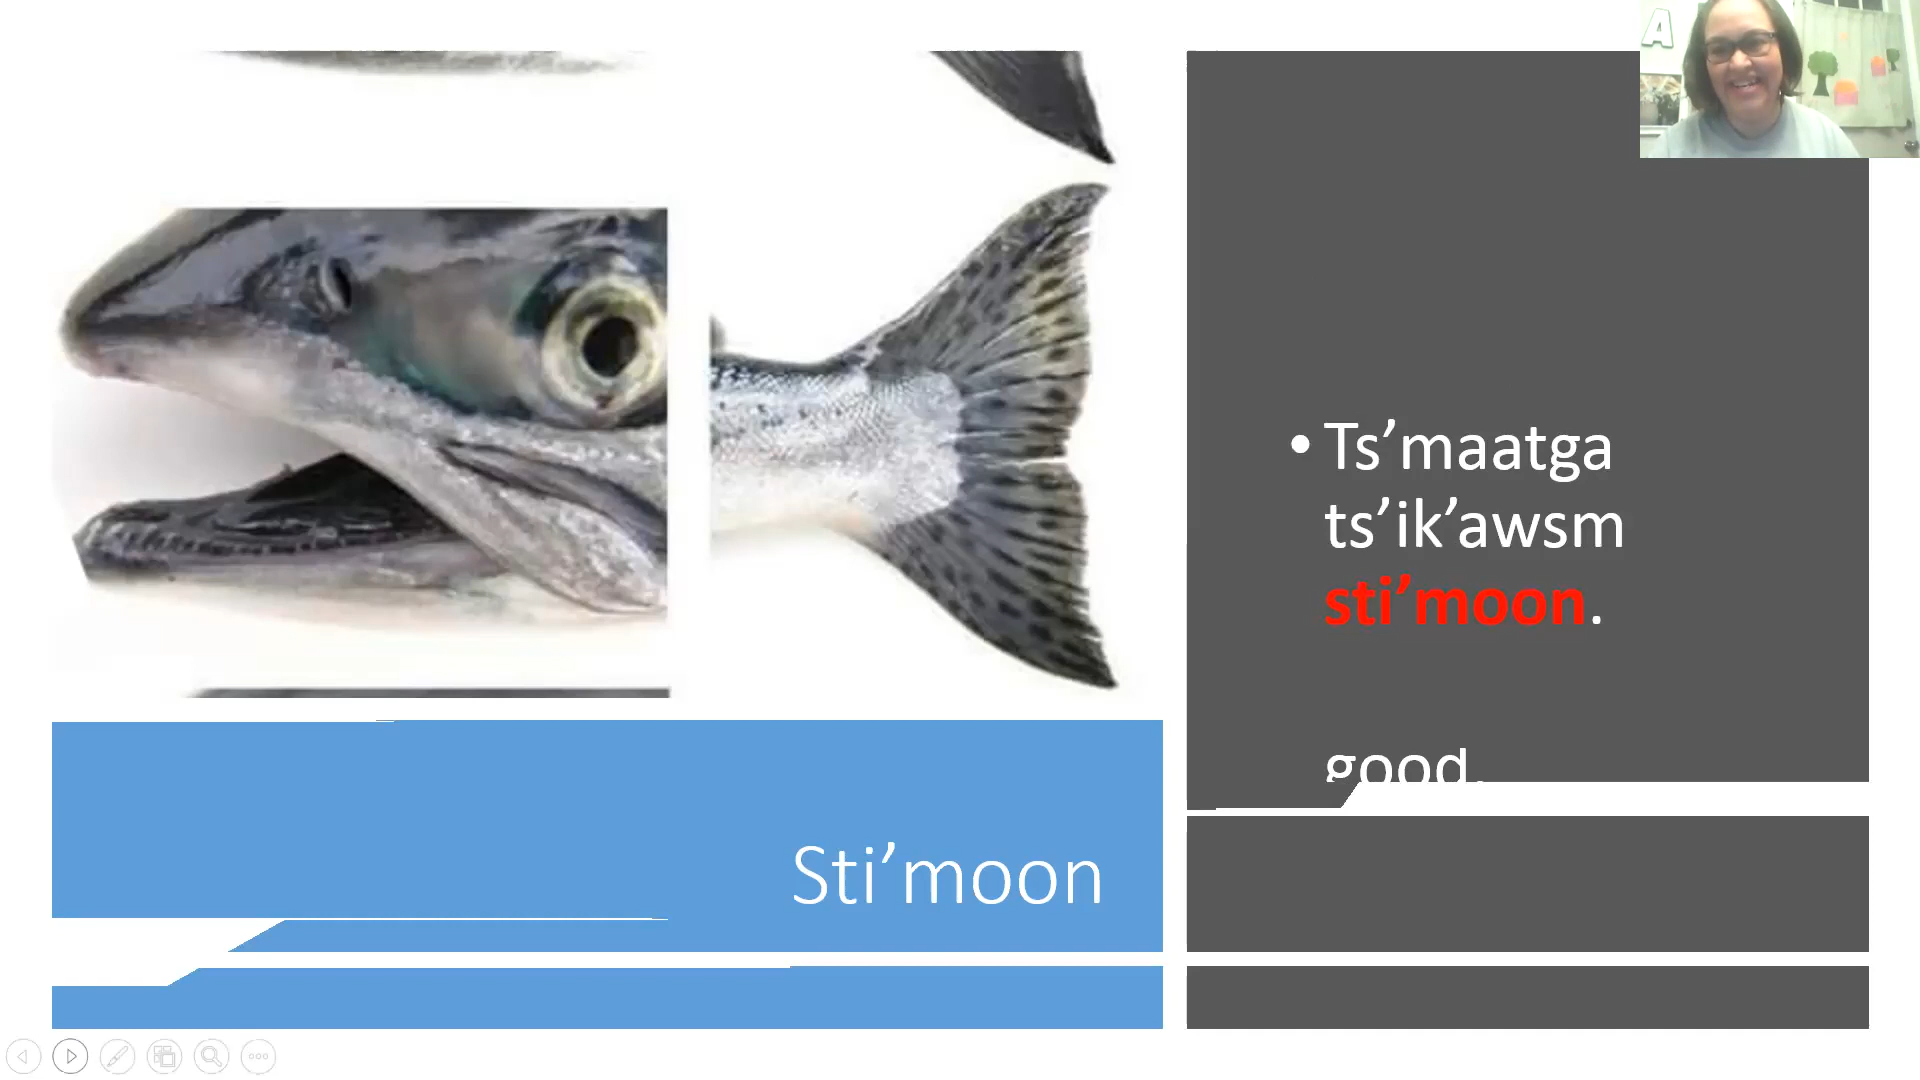 Ts’maatga
ts’ik’awsm
sti’moon.
good.
Sti’moon
A